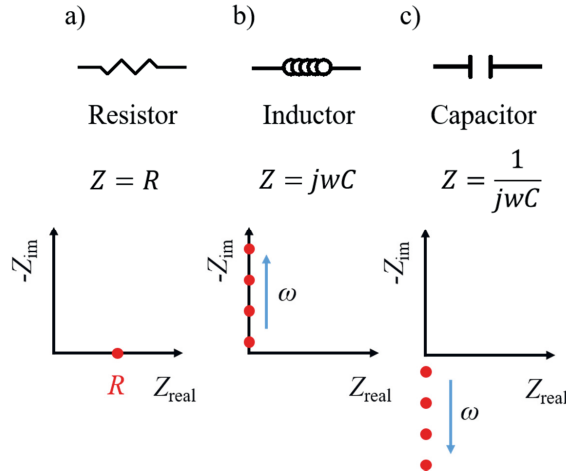 a)
b)
c)
Resistor
Inductor
Capacitor
Z = R
Z = jwC
Z = 1/jwC
-Z_im
-Z_im
-Z_im
ω
ω
R
Z_real
Z_real
Z_real